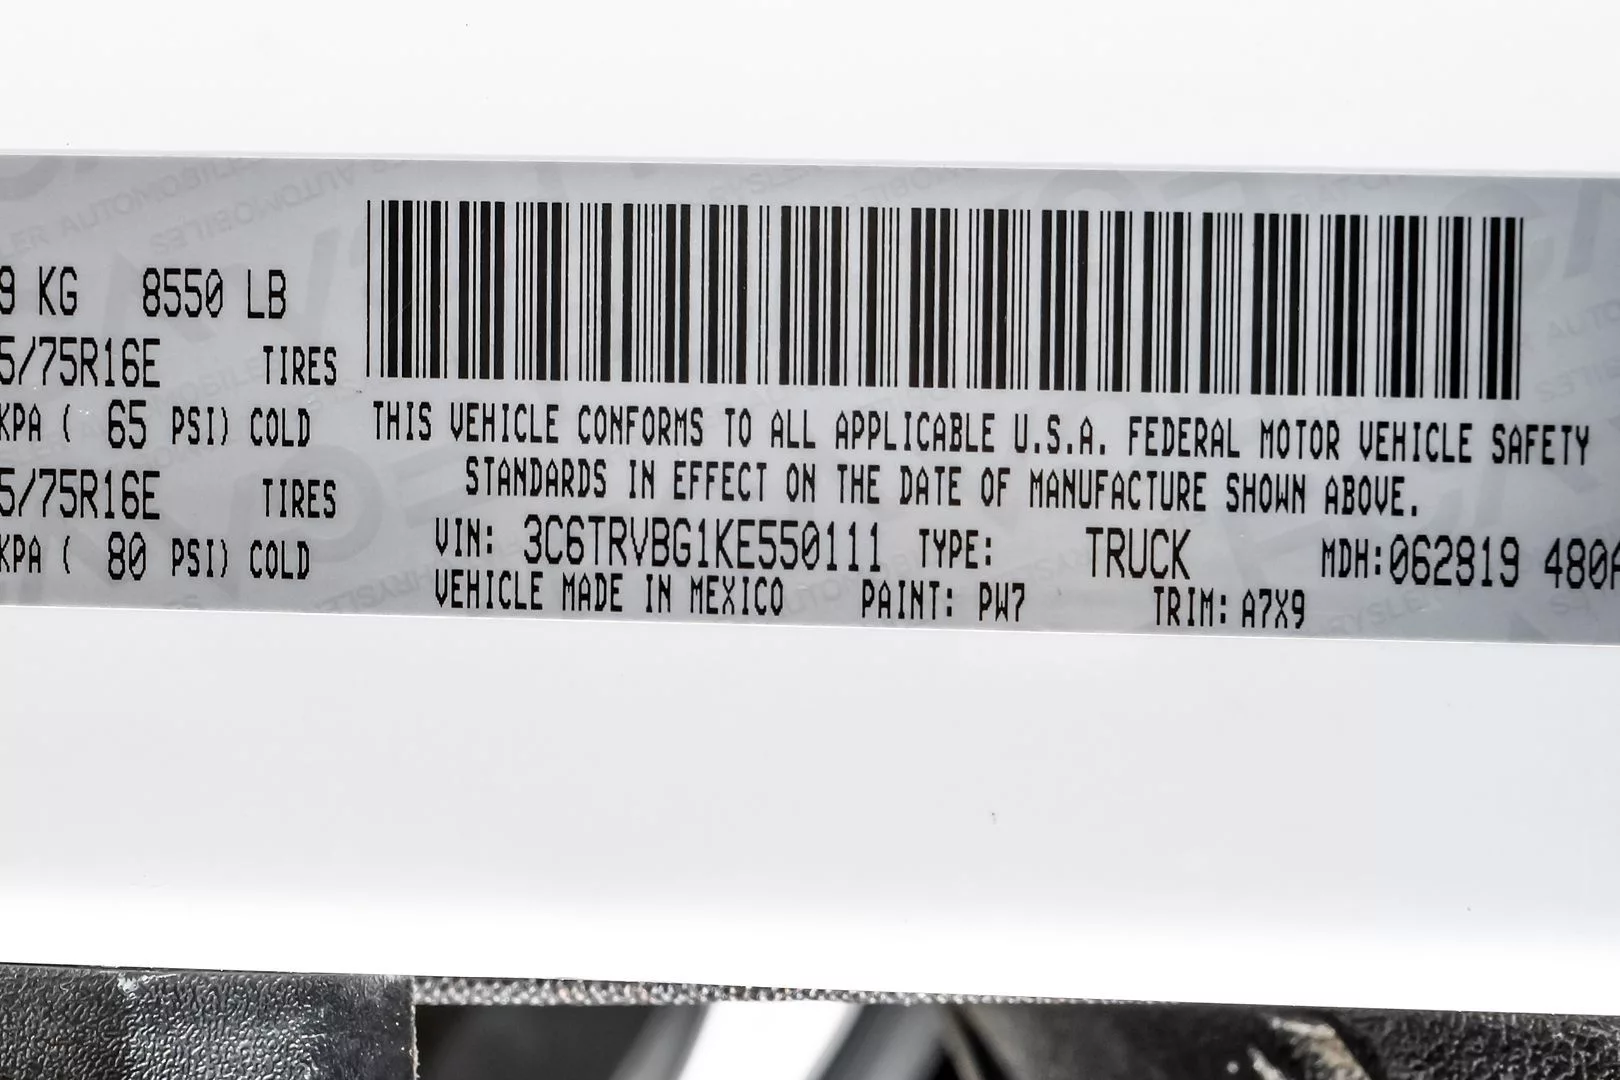 9 KG 8550 LB
5/75R16E TIRES
KPA ( 65 PSI) COLD
5/75R16E TIRES
KPA ( 80 PSI) COLD
THIS VEHICLE CONFORMS TO ALL APPLICABLE U.S.A. FEDERAL MOTOR VEHICLE SAFETY
STANDARDS IN EFFECT ON THE DATE OF MANUFACTURE SHOWN ABOVE.
VIN: 3C6TRVBG1KE550111 TYPE: TRUCK MDH:062819 480A
VEHICLE MADE IN MEXICO PAINT: PW7 TRIM: A7X9